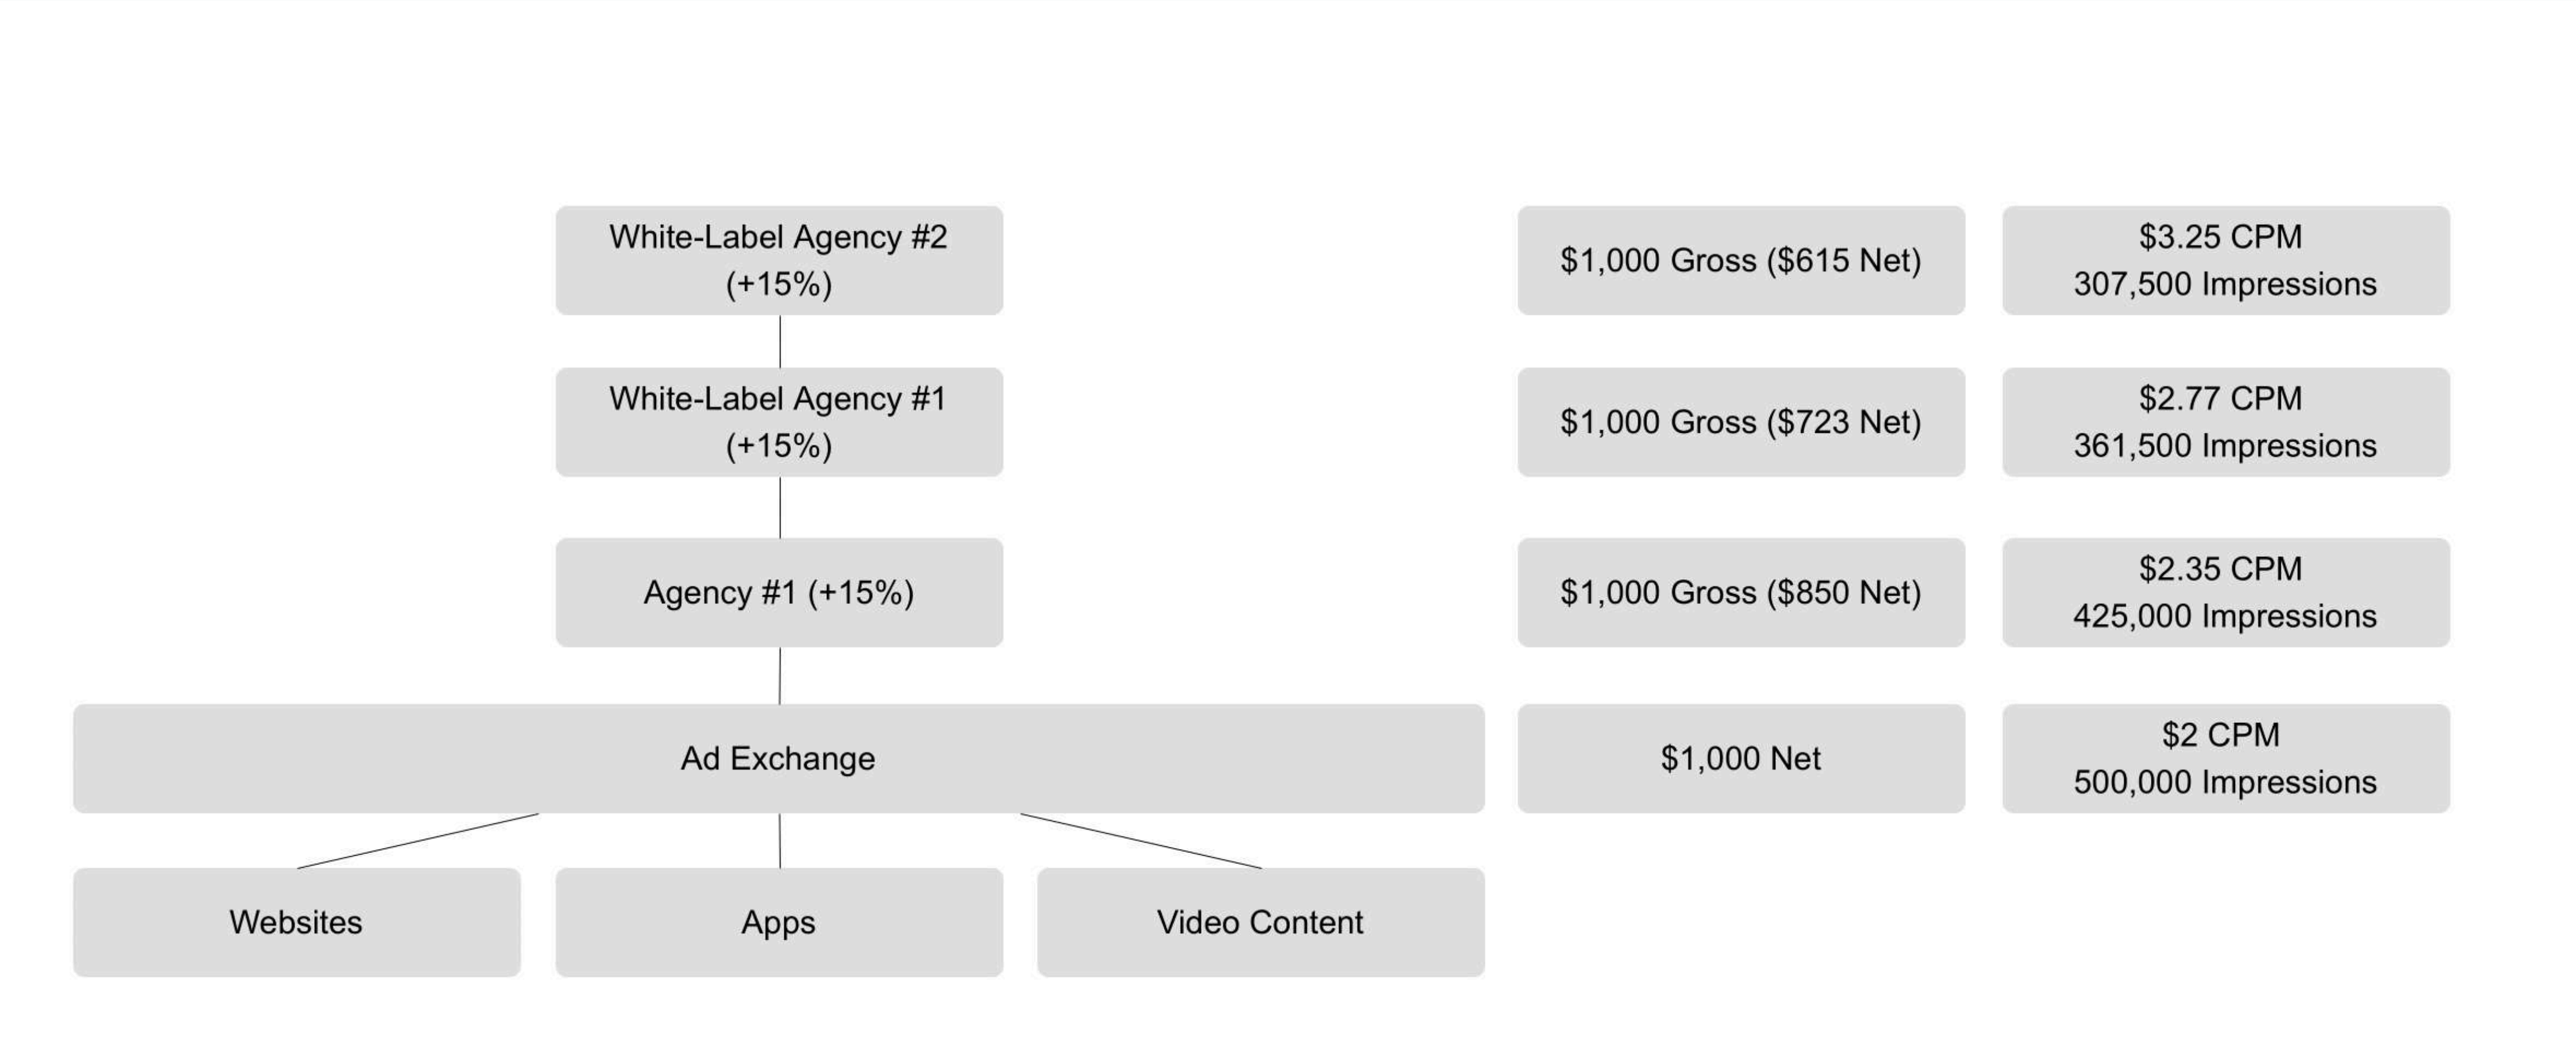 White-Label Agency #2
(+15%)
$1,000 Gross ($615 Net)
$3.25 CPM
307,500 Impressions
White-Label Agency #1
(+15%)
$1,000 Gross ($723 Net)
$2.77 CPM
361,500 Impressions
Agency #1 (+15%)
$1,000 Gross ($850 Net)
$2.35 CPM
425,000 Impressions
Ad Exchange
$1,000 Net
$2 CPM
500,000 Impressions
Websites
Apps
Video Content